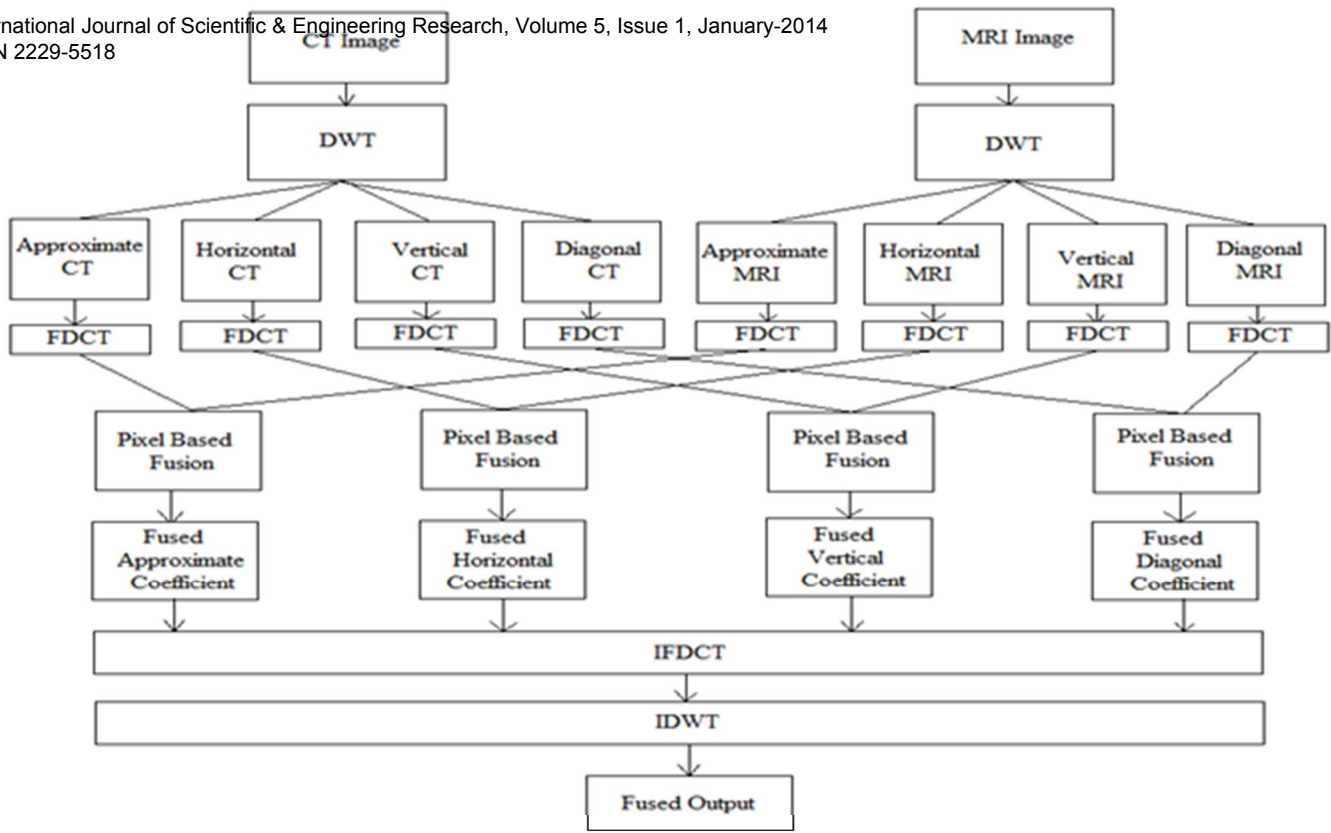 rnational Journal of Scientific & Engineering Research, Volume 5, Issue 1, January-2014
N 2229-5518
CT Image
MRI Image
DWT
DWT
Approximate
CT
Horizontal
CT
Vertical
CT
Diagonal
CT
Approximate
MRI
Horizontal
MRI
Vertical
MRI
Diagonal
MRI
FDCT
FDCT
FDCT
FDCT
FDCT
FDCT
FDCT
FDCT
Pixel Based
Fusion
Pixel Based
Fusion
Pixel Based
Fusion
Pixel Based
Fusion
Fused
Approximate
Coefficient
Fused
Horizontal
Coefficient
Fused
Vertical
Coefficient
Fused
Diagonal
Coefficient
IFDCT
IDWT
Fused Output